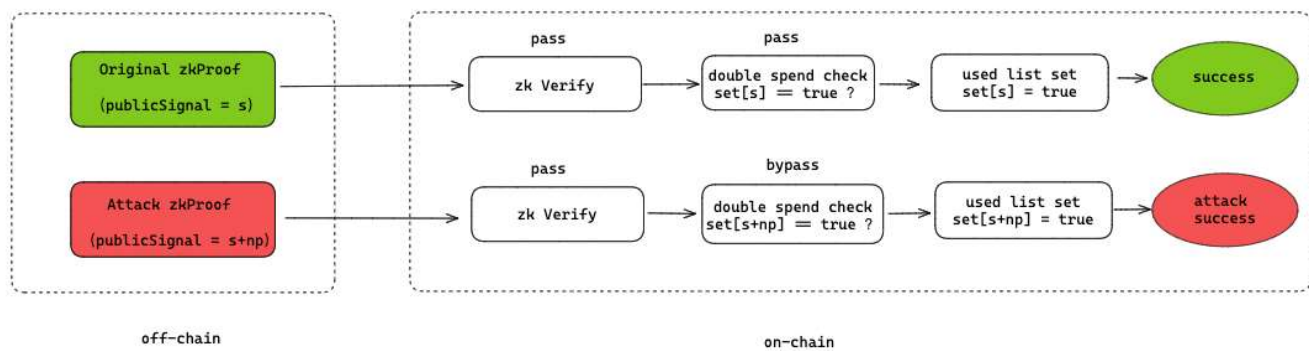 pass
pass
Original zkProof
(publicSignal = s)
zk Verify
double spend check
set[s] == true ?
used list set
set[s] = true
success
pass
bypass
Attack zkProof
(publicSignal = s+np)
zk Verify
double spend check
set[s+np] == true ?
used list set
set[s+np] = true
attack
success
off-chain
on-chain